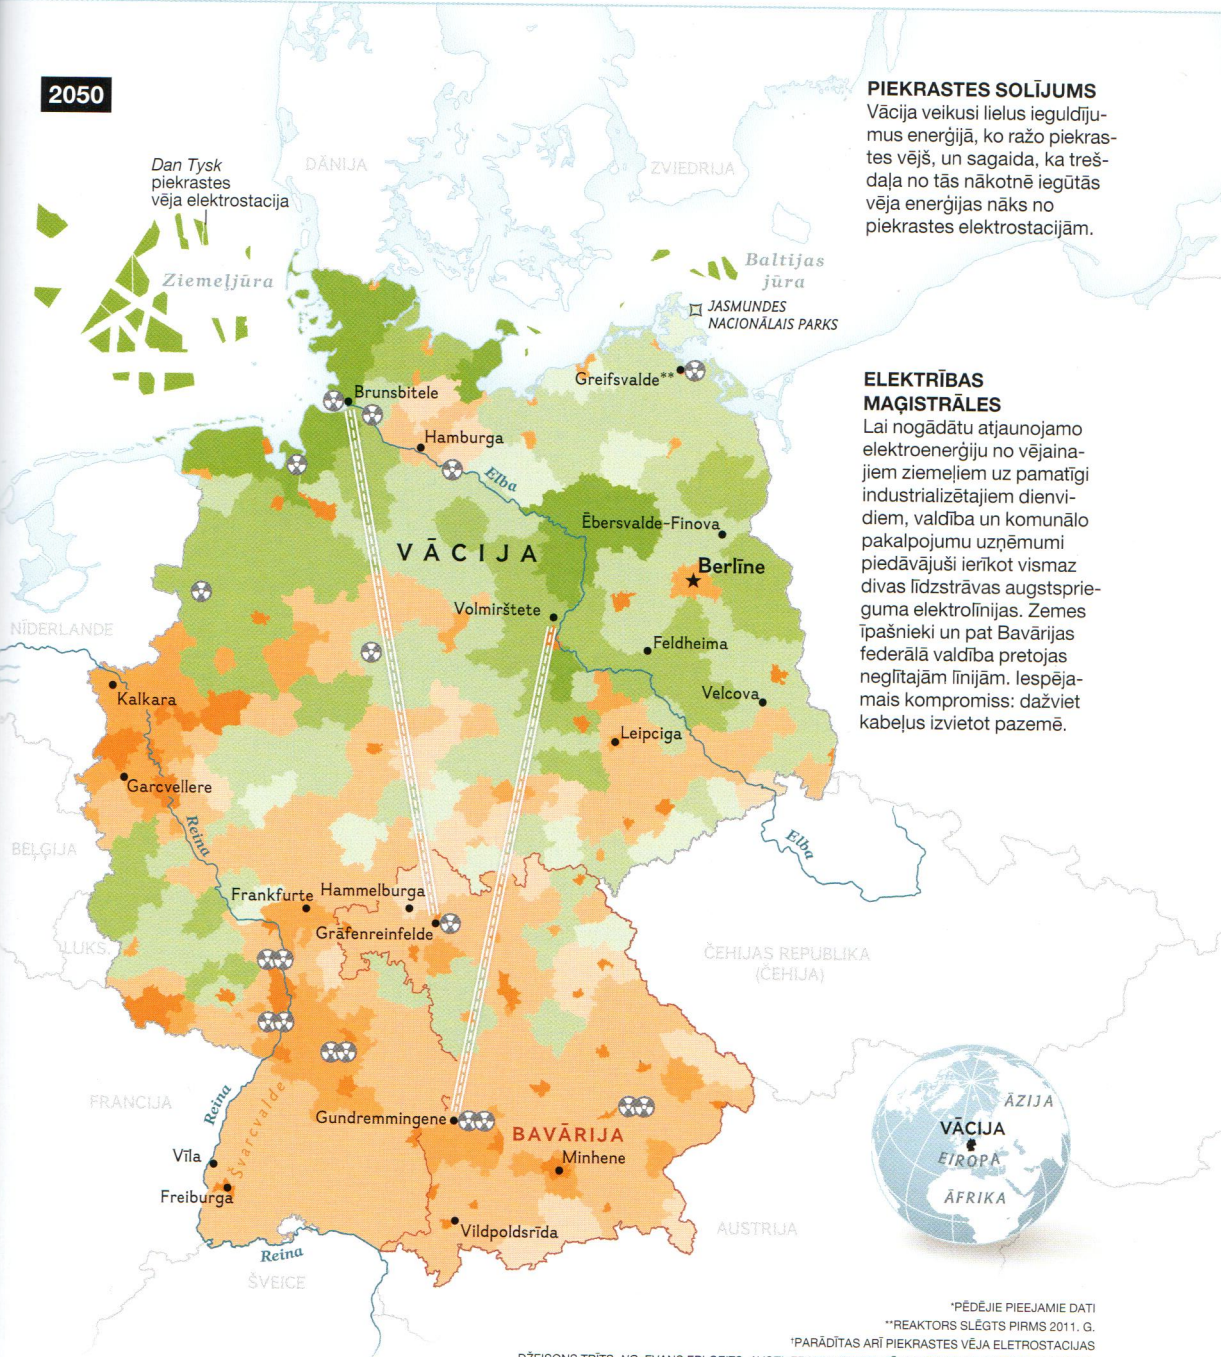 2050
PIEKRASTES SOLĪJUMS
Vācija veikusi lielus ieguldīju-
mus enerģijā, ko ražo piekras-
tes vējš, un sagaida, ka treš-
daļa no tās nākotnē iegūtās
vēja enerģijas nāks no
piekrastes elektrostacijām.
Dan Tysk
piekrastes
vēja elektrostacija
DĀNIJA
ZVIEDRIJA
Ziemeļjūra
Baltijas
jūra
JASMUNDES
NACIONĀLAIS PARKS
Greifsvalde**
Brunsbitele
Hamburga
Elba
ELEKTRĪBAS
MAĢISTRĀLES
Lai nogādātu atjaunojamo
elektroenerģiju no vējaina-
jiem ziemeļiem uz pamatīgi
industrializētajiem dienvi-
diem, valdība un komunālo
pakalpojumu uzņēmumi
piedāvājuši ierīkot vismaz
divas līdzstrāvas augstsprie-
guma elektrolīnijas. Zemes
īpašnieki un pat Bavārijas
federālā valdība pretojas
neglītajām līnijām. Iespēja-
mais kompromiss: dažviet
kabeļus izvietot pazemē.
Ēbersvalde-Finova
VĀCIJA
Berlīne
Volmirštete
NĪDERLANDE
Feldheima
Kalkara
Velcova
Leipciga
Garcvellere
Reina
Elba
BEĻĢIJA
Frankfurte
Hammelburga
Grāfenreinfelde
LUKS.
ČEHIJAS REPUBLIKA
(ČEHIJA)
FRANCIJA
Reina
Švarcvalde
Gundremmingene
BAVĀRIJA
Vīla
Minhene
Freiburga
Vildpoldsrīda
Reina
ŠVEICE
AUSTRIJA
ĀZIJA
VĀCIJA
EIROPA
ĀFRIKA
*PĒDĒJIE PIEEJAMIE DATI
**REAKTORS SLĒGTS PIRMS 2011. G.
†PARĀDĪTAS ARĪ PIEKRASTES VĒJA ELETROSTACIJAS